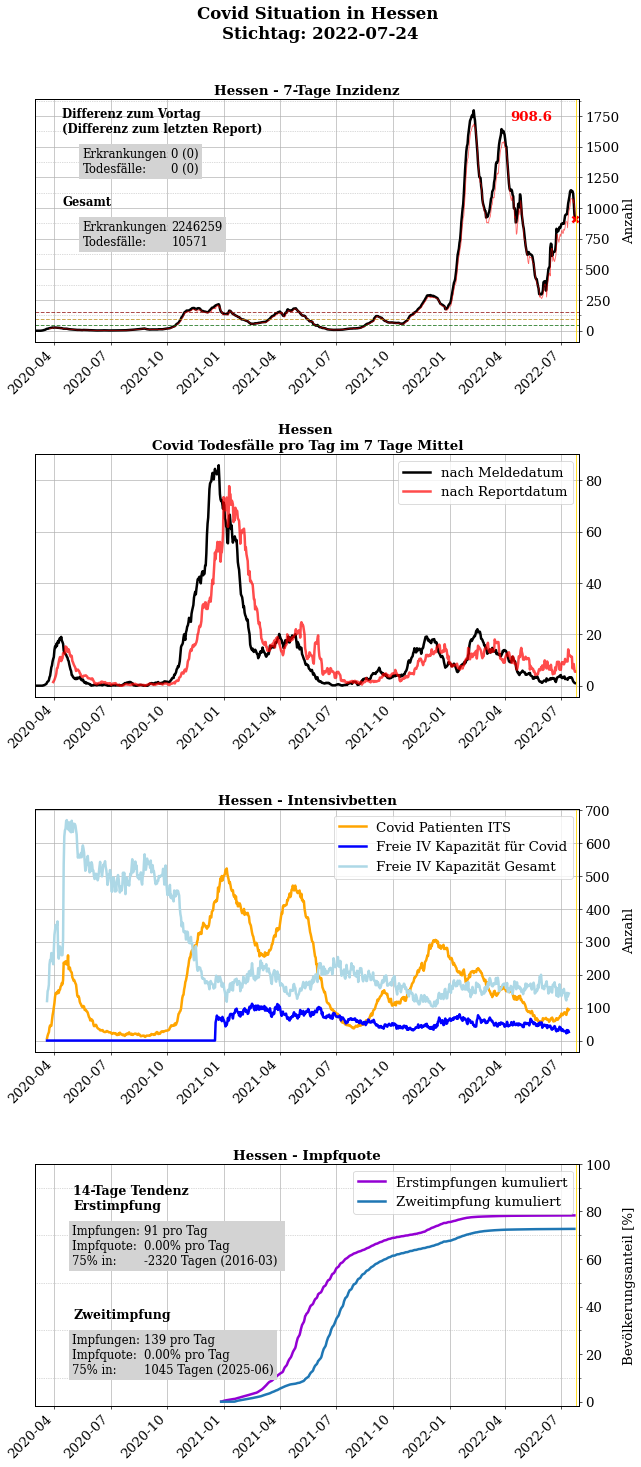 Covid Situation in Hessen
Stichtag: 2022-07-24
Hessen - 7-Tage Inzidenz
Differenz zum Vortag
(Differenz zum letzten Report)
Erkrankungen 0 (0)
Todesfälle: 0 (0)
Gesamt
Erkrankungen 2246259
Todesfälle: 10571
908.6
1750
1500
1250
1000
750
500
250
0
Anzahl
2020-04
2020-07
2020-10
2021-01
2021-04
2021-07
2021-10
2022-01
2022-04
2022-07
Hessen
Covid Todesfälle pro Tag im 7 Tage Mittel
nach Meldedatum
nach Reportdatum
80
60
40
20
0
2020-04
2020-07
2020-10
2021-01
2021-04
2021-07
2021-10
2022-01
2022-04
2022-07
Hessen - Intensivbetten
Covid Patienten ITS
Freie IV Kapazität für Covid
Freie IV Kapazität Gesamt
700
600
500
400
300
200
100
0
Anzahl
2020-04
2020-07
2020-10
2021-01
2021-04
2021-07
2021-10
2022-01
2022-04
2022-07
Hessen - Impfquote
14-Tage Tendenz
Erstimpfung
Impfungen: 91 pro Tag
Impfquote: 0.00% pro Tag
75% in: -2320 Tagen (2016-03)
Zweitimpfung
Impfungen: 139 pro Tag
Impfquote: 0.00% pro Tag
75% in: 1045 Tagen (2025-06)
Erstimpfungen kumuliert
Zweitimpfung kumuliert
100
80
60
40
20
0
Bevölkerungsanteil [%]
2020-04
2020-07
2020-10
2021-01
2021-04
2021-07
2021-10
2022-01
2022-04
2022-07